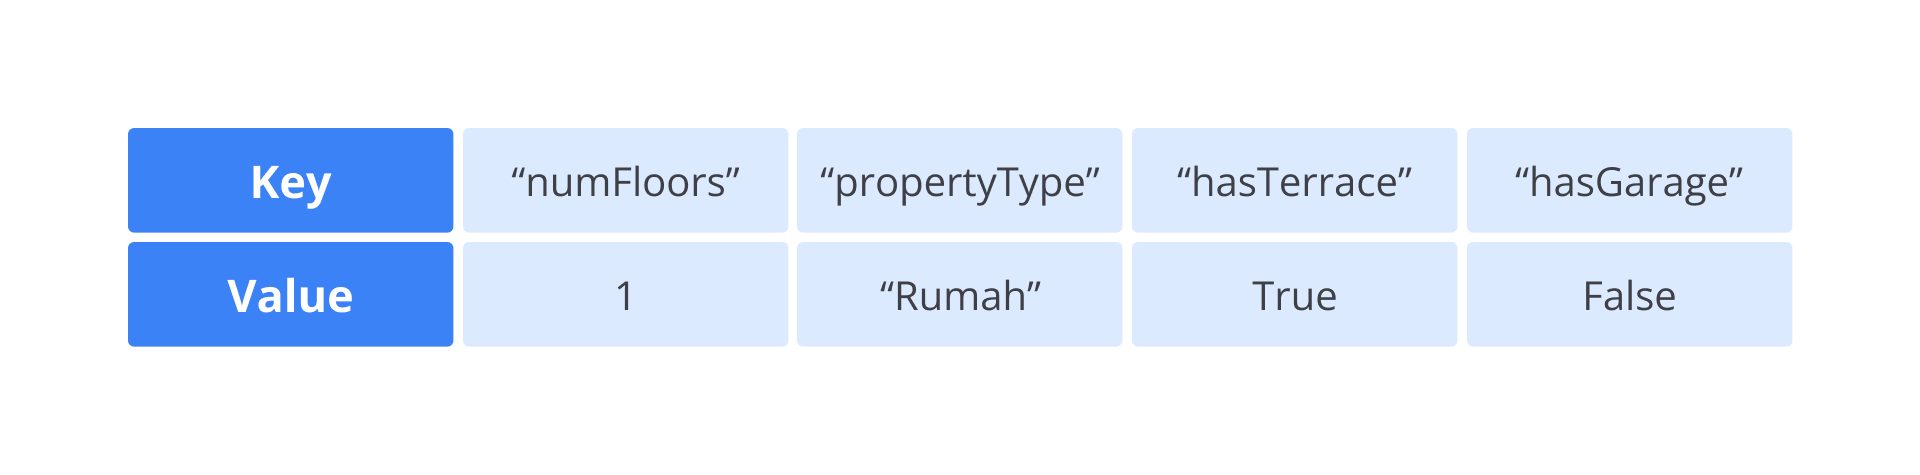 Key “numFloors” “propertyType” “hasTerrace” “hasGarage”
Value 1 “Rumah” True False